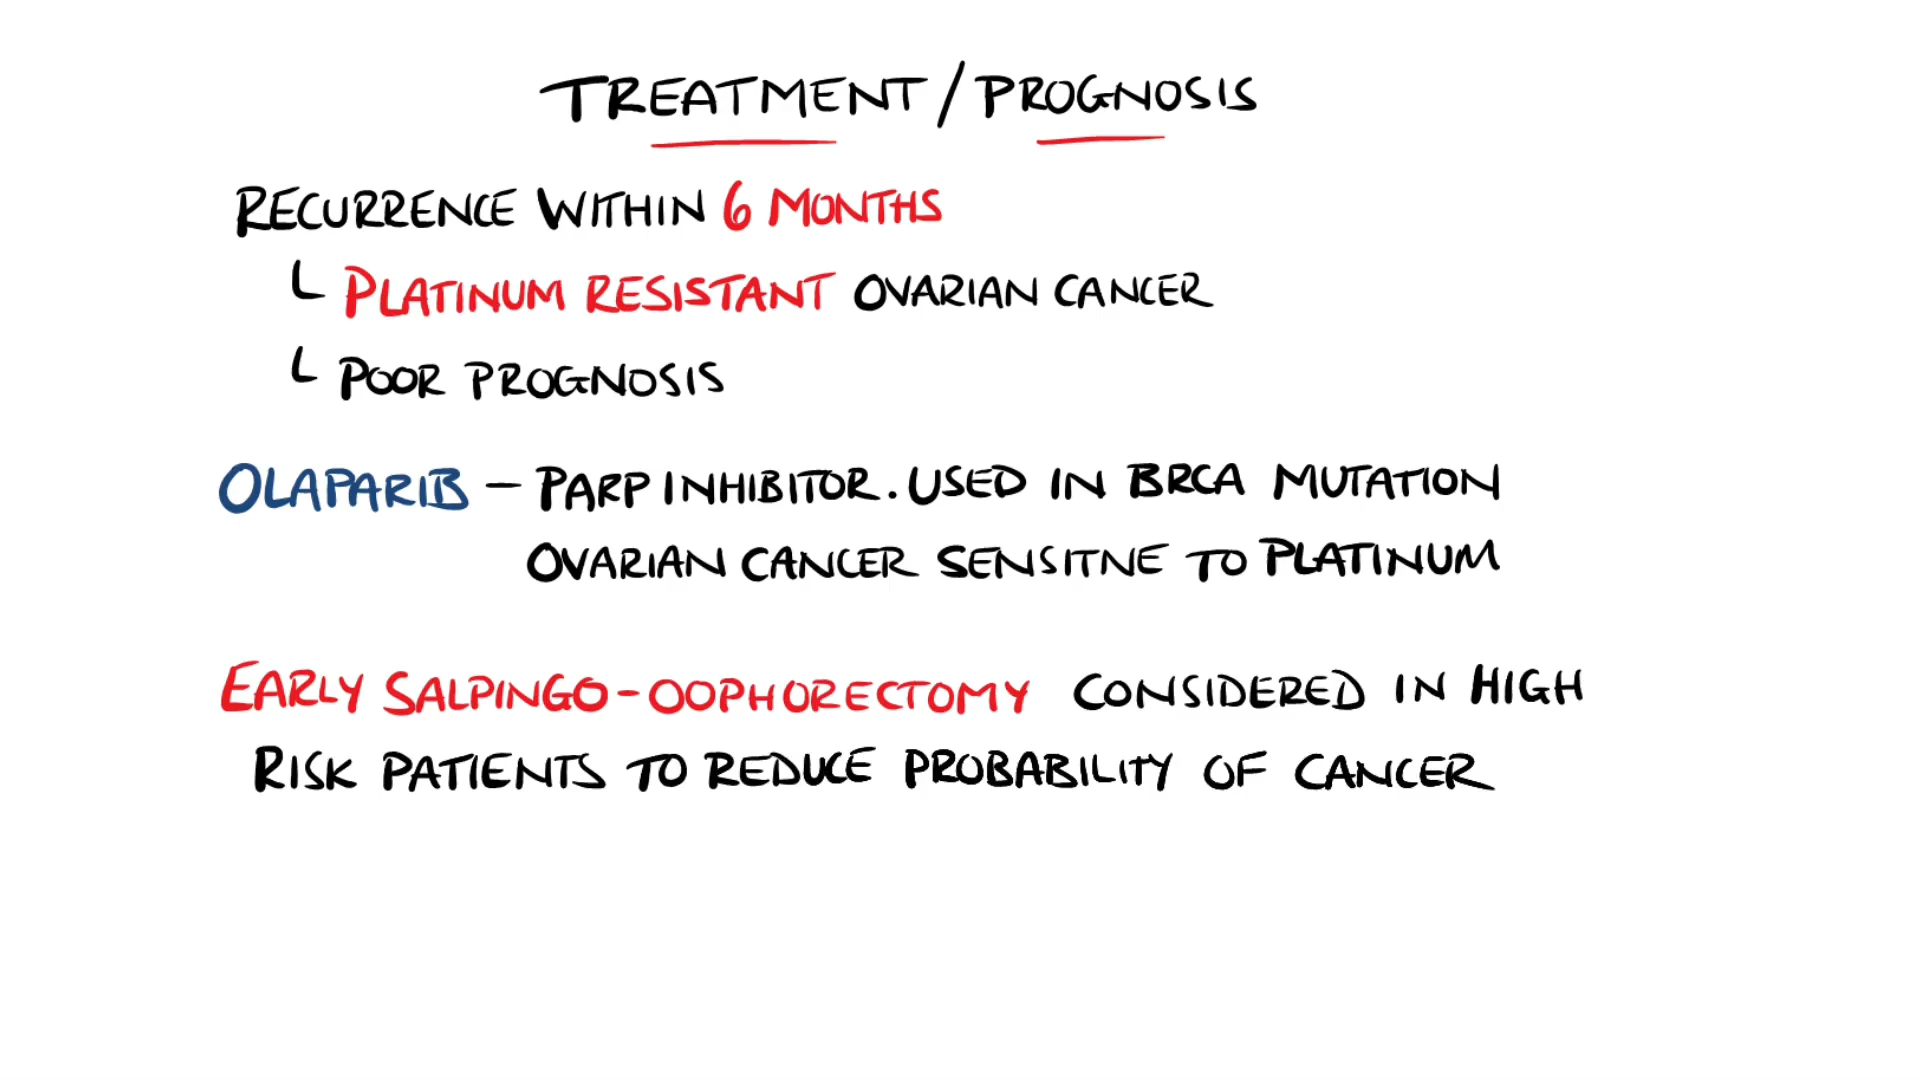 TREATMENT/PROGNOSIS
RECURRENCE WITHIN 6 MONTHS
PLATINUM RESISTANT OVARIAN CANCER
POOR PROGNOSIS
OLAPARIB – PARP INHIBITOR. USED IN BRCA MUTATION
OVARIAN CANCER SENSITIVE TO PLATINUM
EARLY SALPINGO-OOPHORECTOMY CONSIDERED IN HIGH
RISK PATIENTS TO REDUCE PROBABILITY OF CANCER